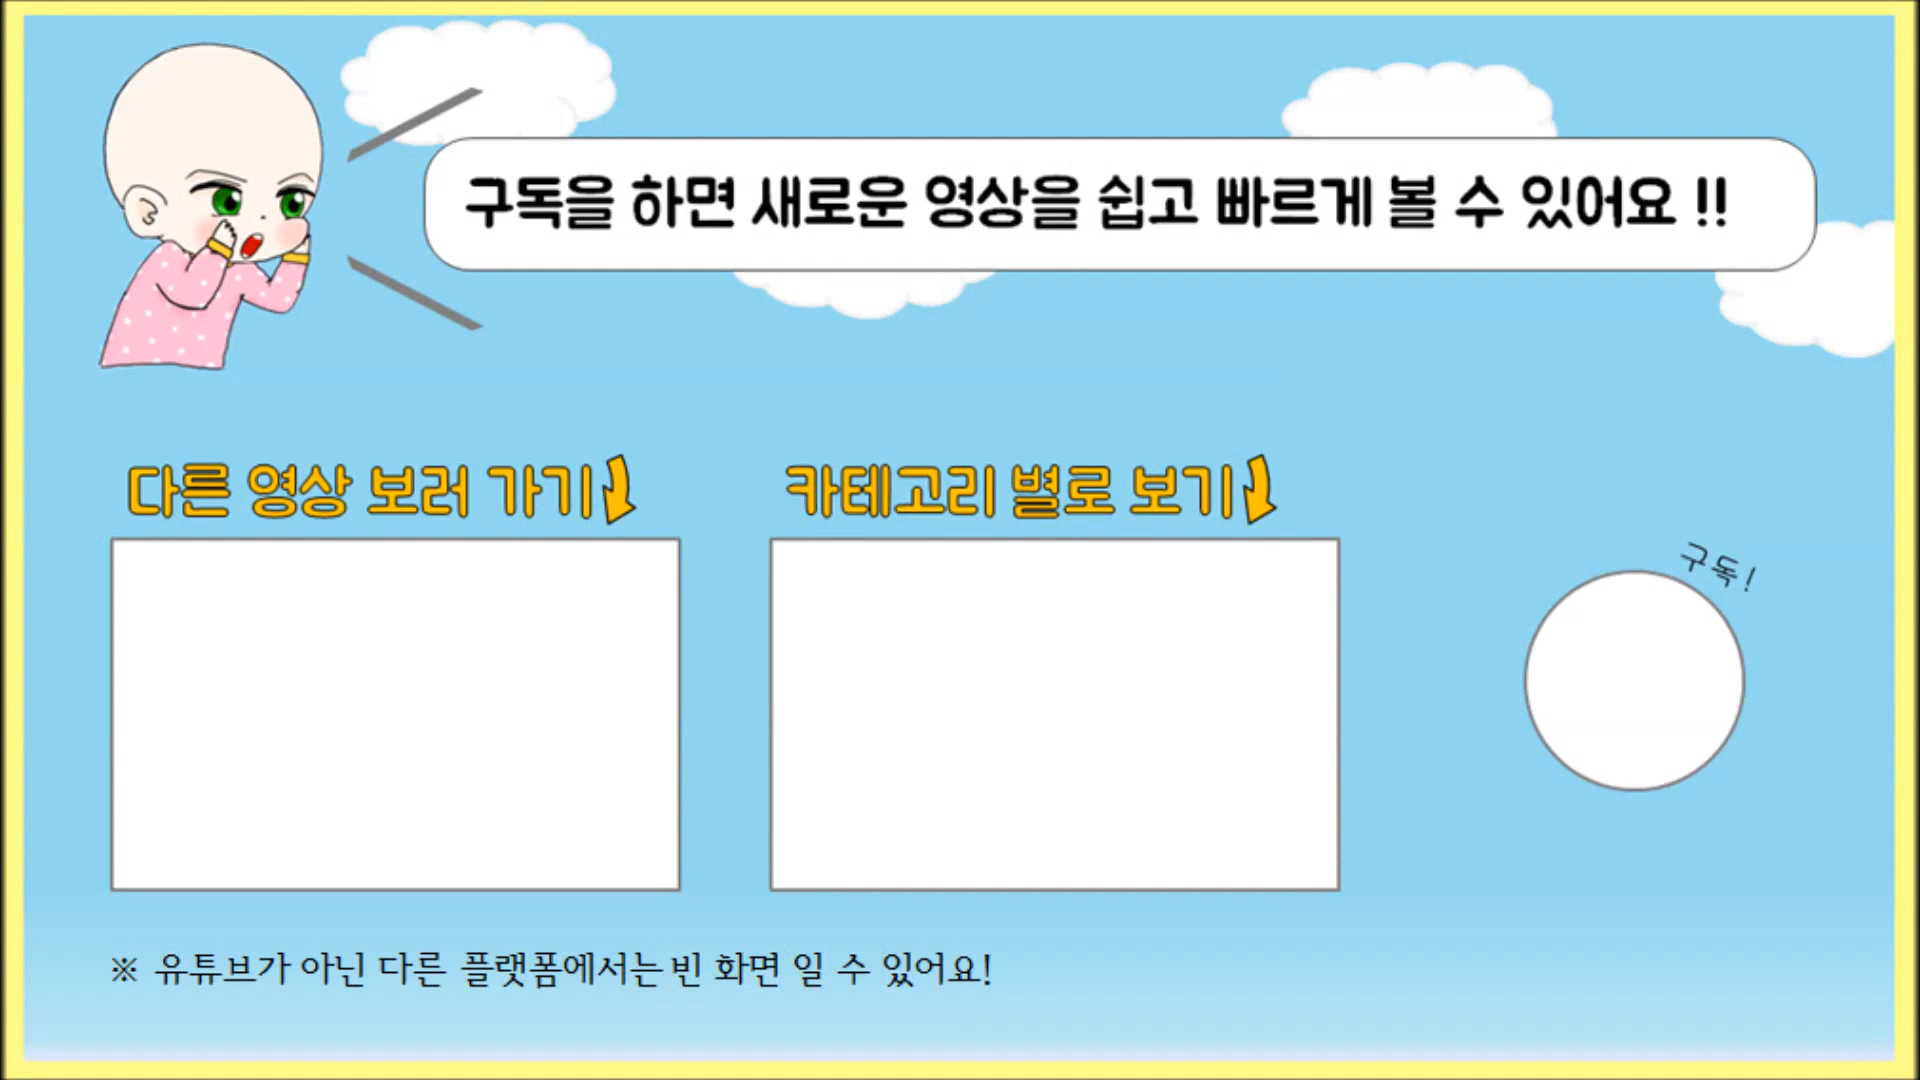 구독을 하면 새로운 영상을 쉽고 빠르게 볼 수 있어요 !!
다른 영상 보러 가기
카테고리 별로 보기
구독!
※ 유튜브가 아닌 다른 플랫폼에서는 빈 화면 일 수 있어요!